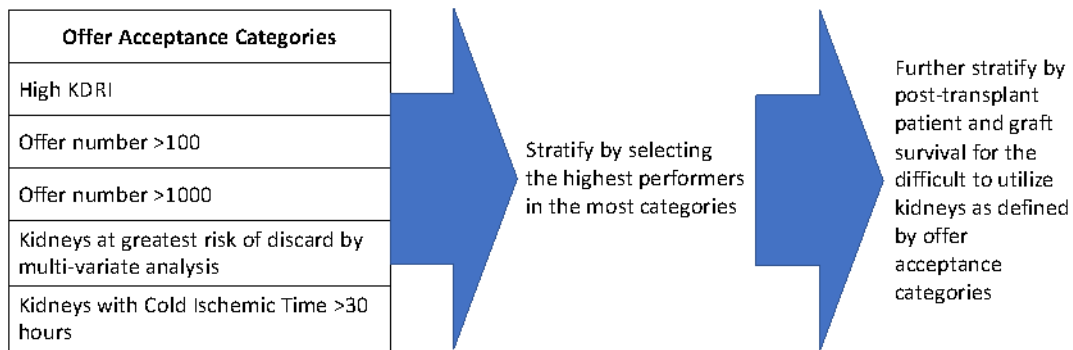 Offer Acceptance Categories
High KDRI
Offer number >100
Offer number >1000
Kidneys at greatest risk of discard by
multi-variate analysis
Kidneys with Cold Ischemic Time >30
hours
Stratify by selecting
the highest performers
in the most categories
Further stratify by
post-transplant
patient and graft
survival for the
difficult to utilize
kidneys as defined
by offer
acceptance
categories